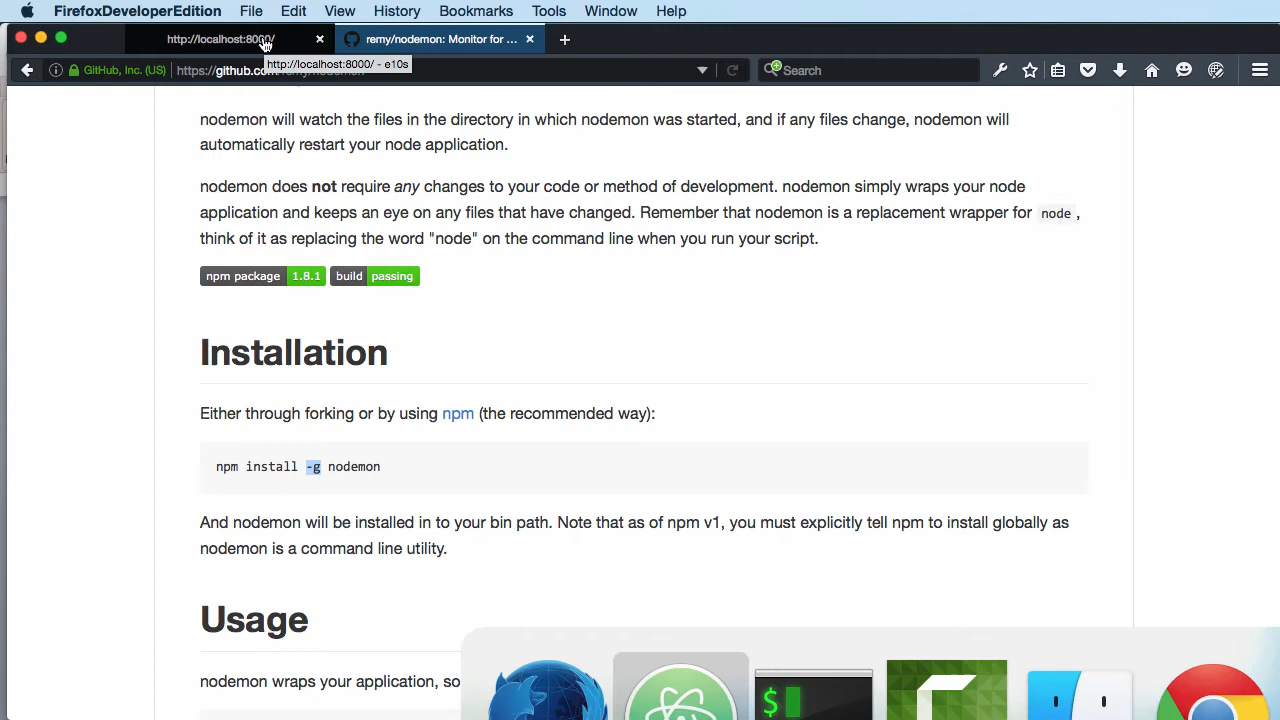 FirefoxDeveloperEdition File Edit View History Bookmarks Tools Window Help
http://localhost:8000/ remy/nodemon: Monitor for ...
http://localhost:8000/ - e10s
GitHub, Inc. (US) https://github.com Search
nodemon will watch the files in the directory in which nodemon was started, and if any files change, nodemon will
automatically restart your node application.
nodemon does not require any changes to your code or method of development. nodemon simply wraps your node
application and keeps an eye on any files that have changed. Remember that nodemon is a replacement wrapper for node ,
think of it as replacing the word "node" on the command line when you run your script.
npm package 1.8.1 build passing
Installation
Either through forking or by using npm (the recommended way):
npm install -g nodemon
And nodemon will be installed in to your bin path. Note that as of npm v1, you must explicitly tell npm to install globally as
nodemon is a command line utility.
Usage
nodemon wraps your application, so
$